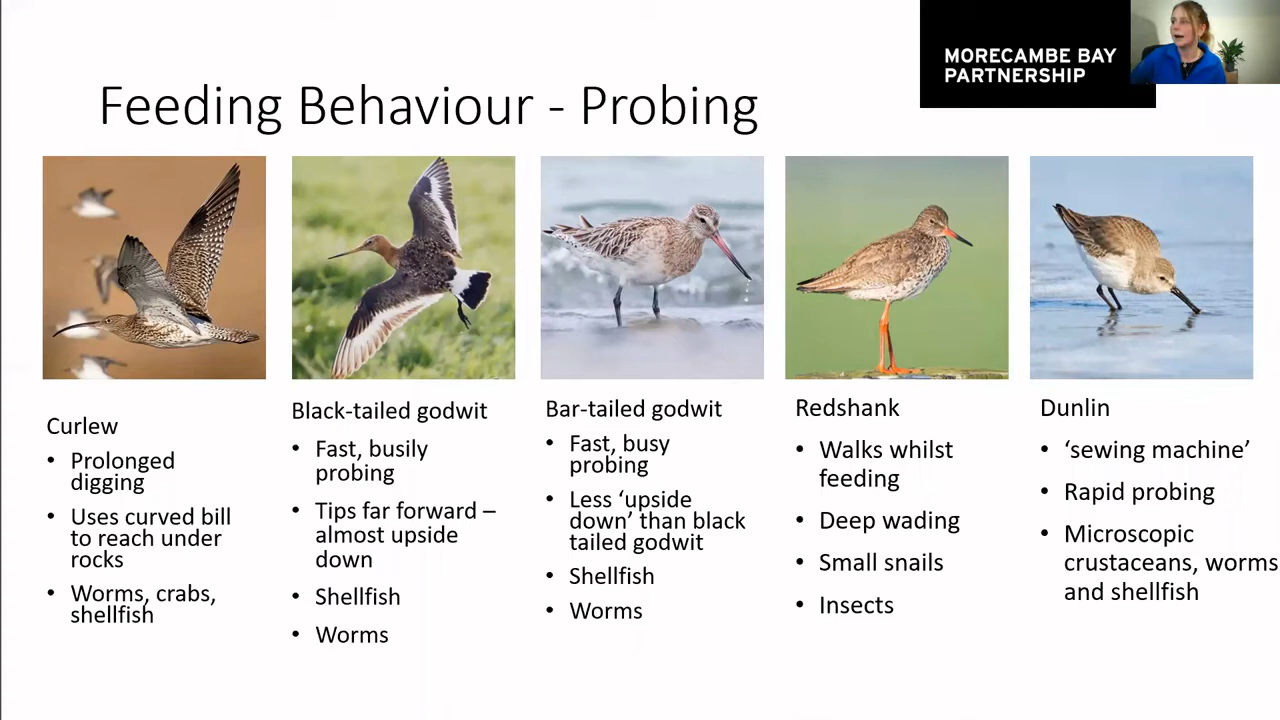 MORECAMBE BAY
PARTNERSHIP
Feeding Behaviour - Probing
Curlew
• Prolonged
digging
• Uses curved bill
to reach under
rocks
• Worms, crabs,
shellfish
Black-tailed godwit
• Fast, busily
probing
• Tips far forward –
almost upside
down
• Shellfish
• Worms
Bar-tailed godwit
• Fast, busy
probing
• Less ‘upside
down’ than black
tailed godwit
• Shellfish
• Worms
Redshank
• Walks whilst
feeding
• Deep wading
• Small snails
• Insects
Dunlin
• ‘sewing machine’
• Rapid probing
• Microscopic
crustaceans, worms
and shellfish